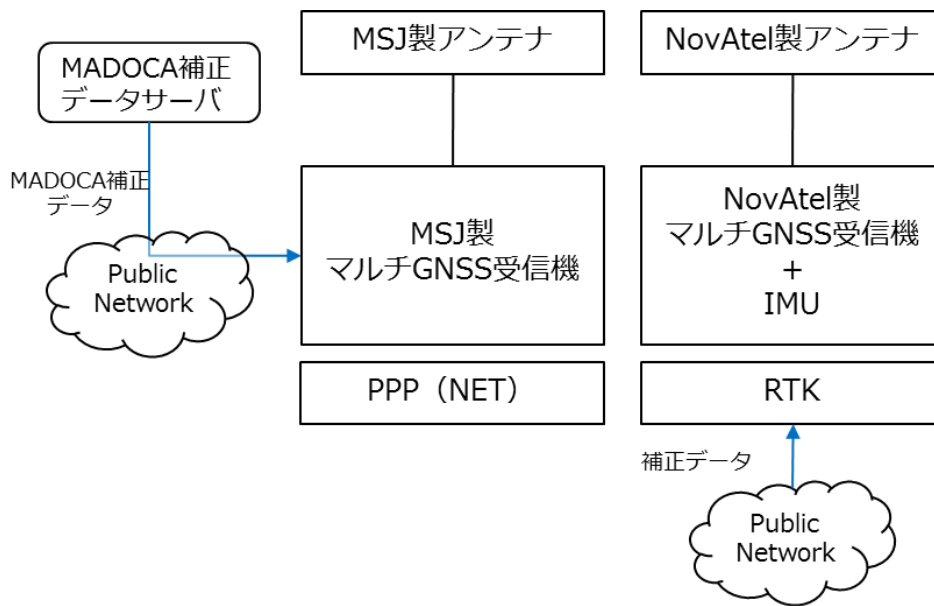 MSJ製アンテナ
NovAtel製アンテナ
MADOCA補正
データサーバ
MADOCA補正
データ
Public
Network
MSJ製
マルチGNSS受信機
NovAtel製
マルチGNSS受信機
+
IMU
PPP（NET）
RTK
補正データ
Public
Network